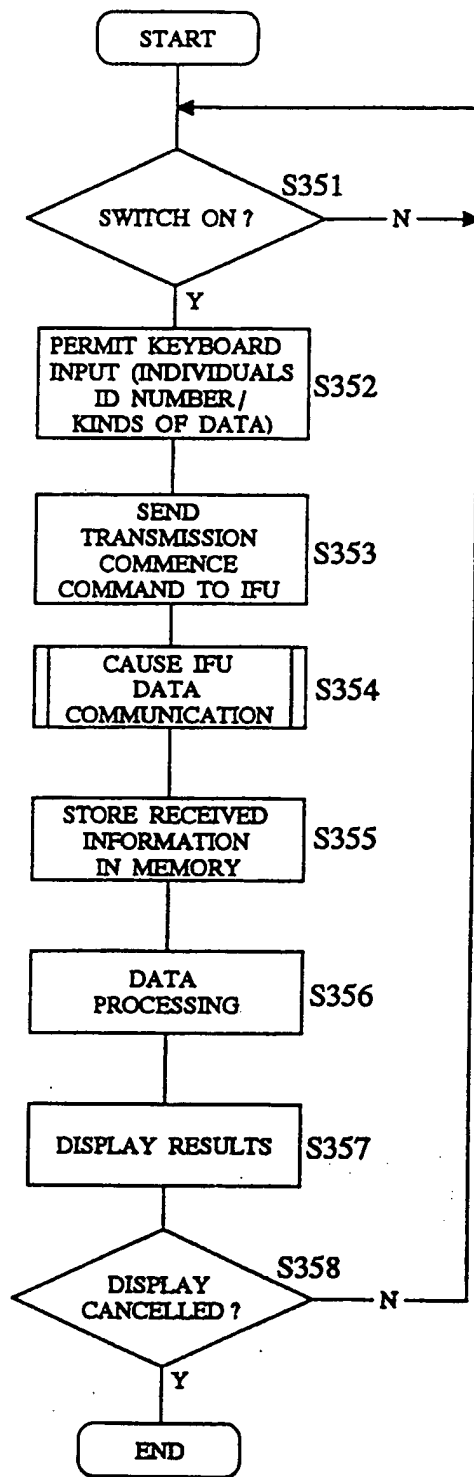 START
S351
SWITCH ON ?
N
Y
PERMIT KEYBOARD
INPUT (INDIVIDUALS
ID NUMBER /
KINDS OF DATA)
S352
SEND
TRANSMISSION
COMMENCE
COMMAND TO IFU
S353
CAUSE IFU
DATA
COMMUNICATION
S354
STORE RECEIVED
INFORMATION
IN MEMORY
S355
DATA
PROCESSING
S356
DISPLAY RESULTS
S357
S358
DISPLAY
CANCELLED ?
N
Y
END